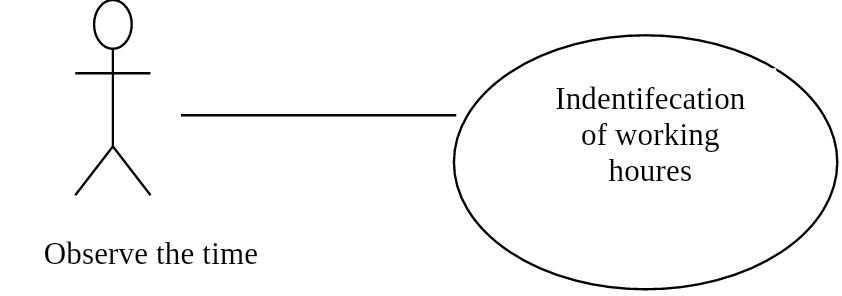 Indentifecation
of working
houres
Observe the time